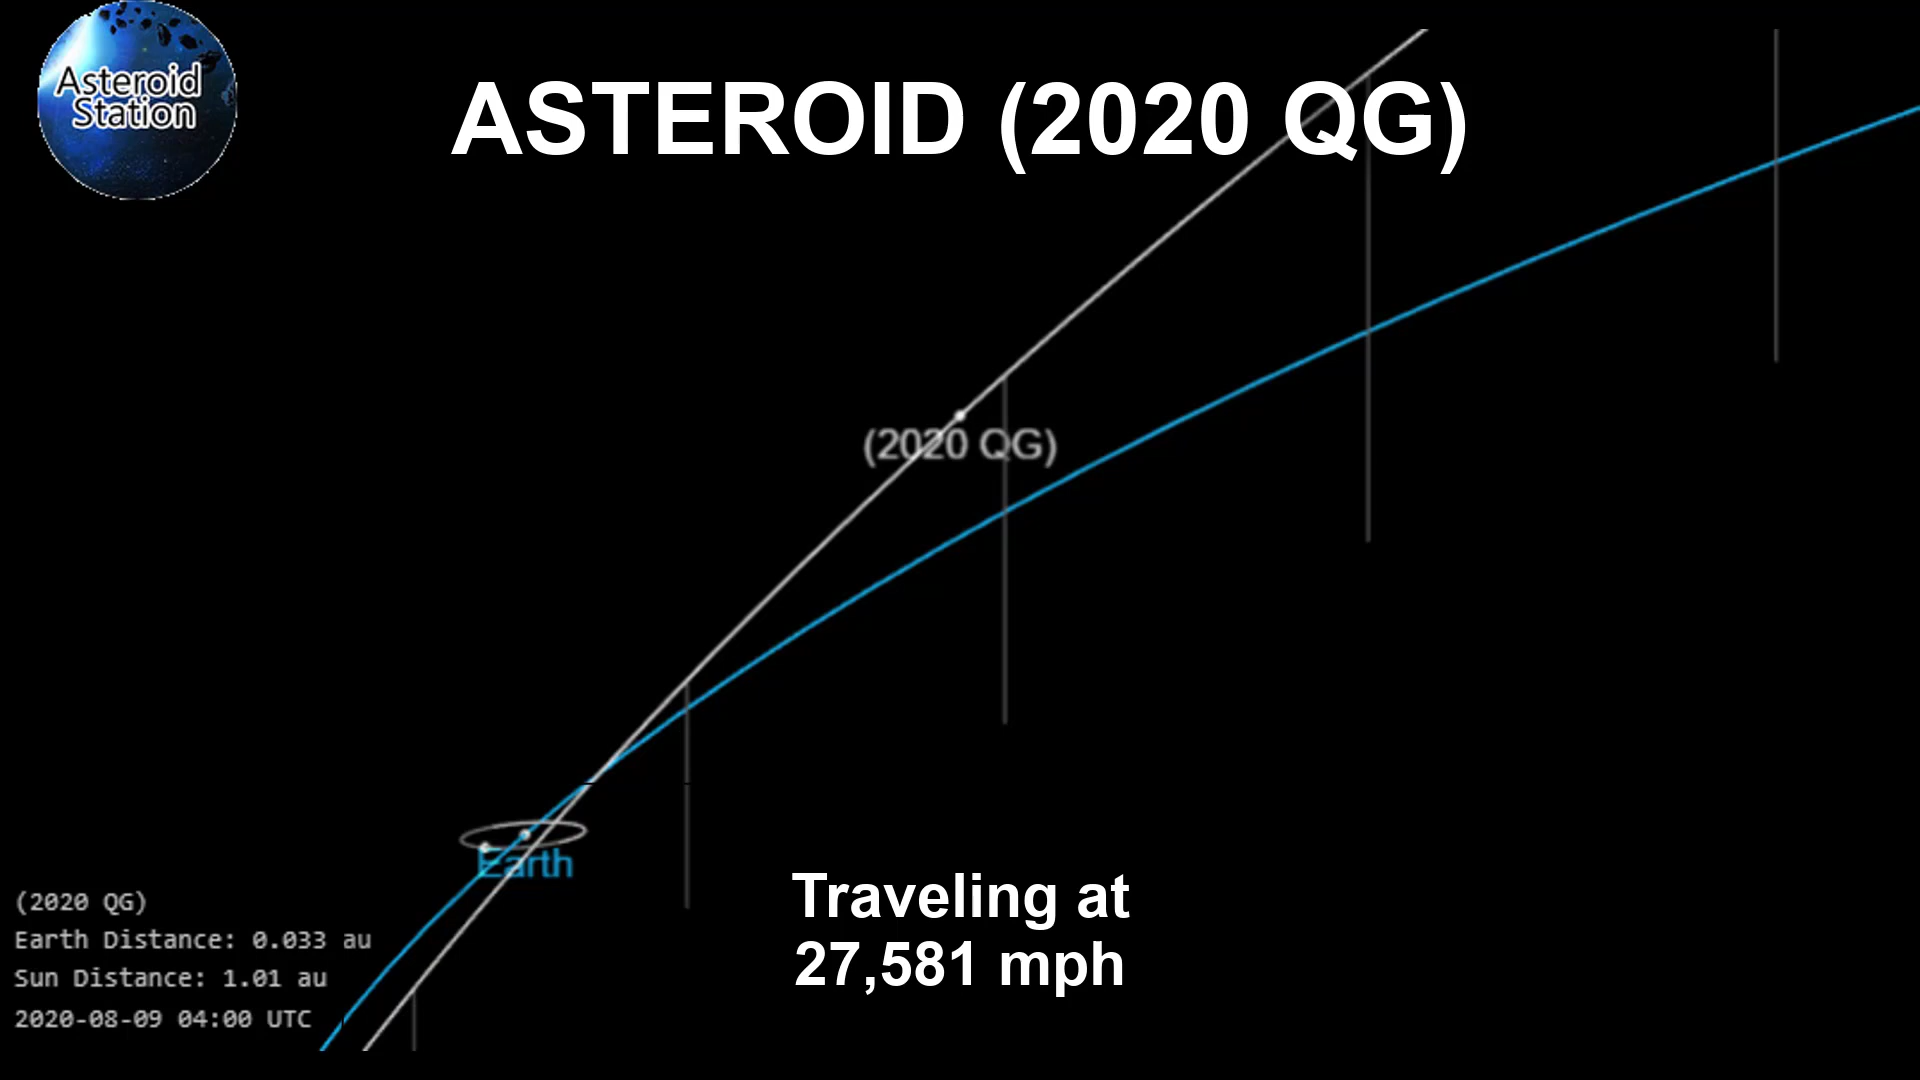 Asteroid
Station
ASTEROID (2020 QG)
(2020 QG)
Earth
Traveling at
27,581 mph
(2020 QG)
Earth Distance: 0.033 au
Sun Distance: 1.01 au
2020-08-09 04:00 UTC